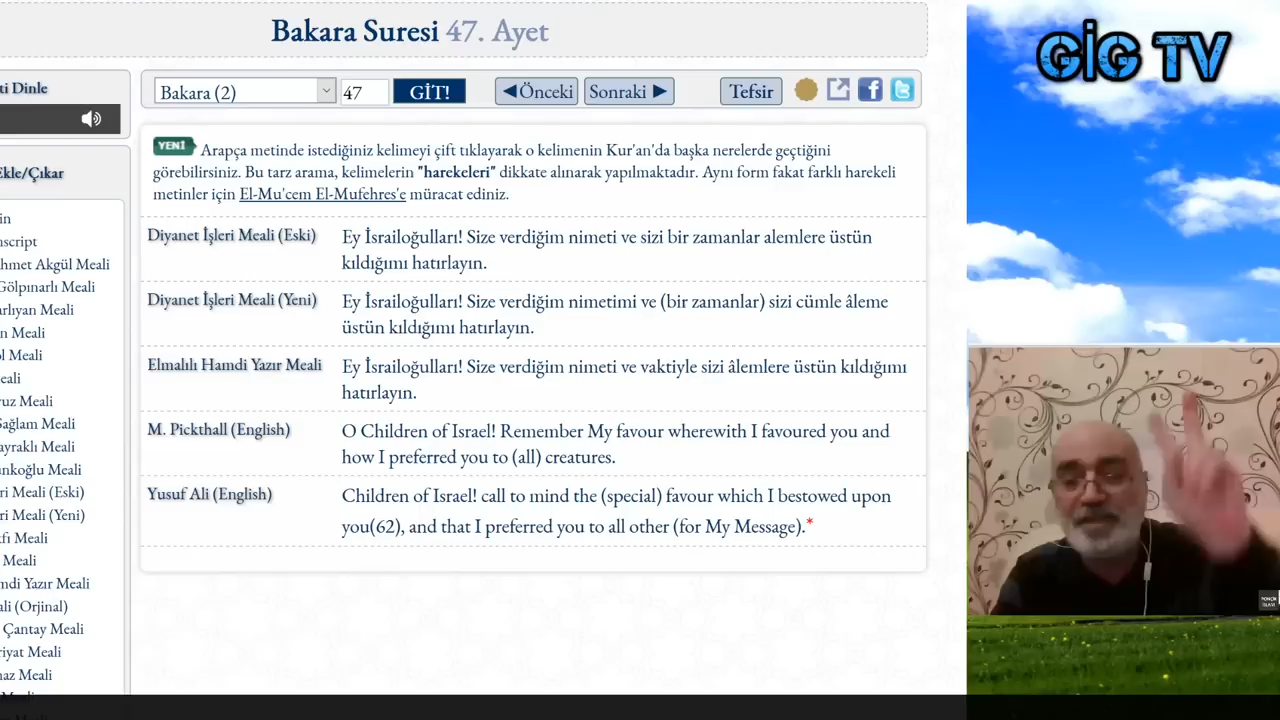 Bakara Suresi 47. Ayet
GİG TV
ti Dinle
Bakara (2)
47
GİT!
◀Önceki
Sonraki ▶
Tefsir
Ekle/Çıkar
YENİ Arapça metinde istediğiniz kelimeyi çift tıklayarak o kelimenin Kur'an'da başka nerelerde geçtiğini
görebilirsiniz. Bu tarz arama, kelimelerin "harekeleri" dikkate alınarak yapılmaktadır. Aynı form fakat farklı harekeli
metinler için El-Mu'cem El-Mufehres'e müracat ediniz.
Diyanet İşleri Meali (Eski)
Ey İsrailoğulları! Size verdiğim nimeti ve sizi bir zamanlar alemlere üstün
kıldığımı hatırlayın.
Diyanet İşleri Meali (Yeni)
Ey İsrailoğulları! Size verdiğim nimetimi ve (bir zamanlar) sizi cümle âleme
üstün kıldığımı hatırlayın.
Elmalılı Hamdi Yazır Meali
Ey İsrailoğulları! Size verdiğim nimeti ve vaktiyle sizi âlemlere üstün kıldığımı
hatırlayın.
M. Pickthall (English)
O Children of Israel! Remember My favour wherewith I favoured you and
how I preferred you to (all) creatures.
Yusuf Ali (English)
Children of Israel! call to mind the (special) favour which I bestowed upon
you(62), and that I preferred you to all other (for My Message).*
in
nscript
hmet Akgül Meali
Gölpınarlı Meali
arlıyan Meali
n Meali
ol Meali
eali
ruz Meali
Sağlam Meali
ayraklı Meali
unkoğlu Meali
ri Meali (Eski)
ri Meali (Yeni)
kfı Meali
Meali
mdi Yazır Meali
ali (Orjinal)
Çantay Meali
riyat Meali
naz Meali